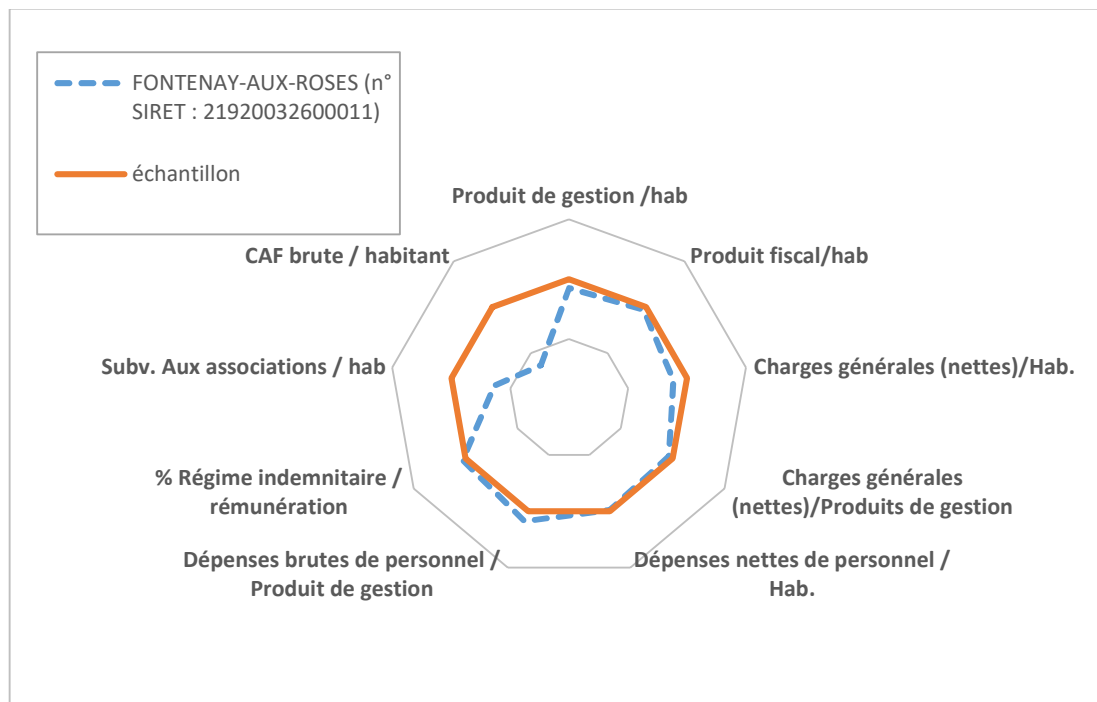 FONTENAY-AUX-ROSES (n°
SIRET : 21920032600011)
échantillon
Produit de gestion /hab
Produit fiscal/hab
Charges générales (nettes)/Hab.
Charges générales
(nettes)/Produits de gestion
Dépenses nettes de personnel /
Hab.
Dépenses brutes de personnel /
Produit de gestion
% Régime indemnitaire /
rémunération
Subv. Aux associations / hab
CAF brute / habitant